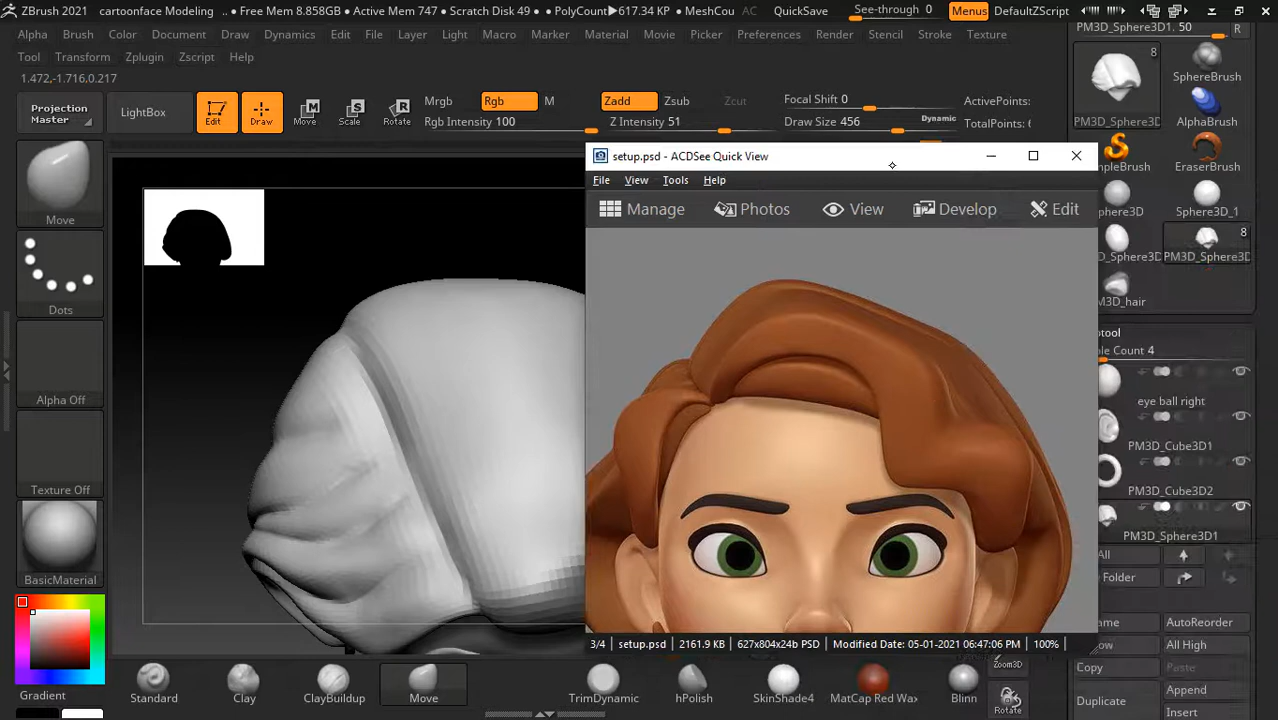 ZBrush 2021 cartoonface Modeling .. • Free Mem 8.858GB • Active Mem 747 • Scratch Disk 49 • PolyCount▸617.34 KP • MeshCou AC QuickSave See-through 0 Menus DefaultZScript
Alpha Brush Color Document Draw Dynamics Edit File Layer Light Macro Marker Material Movie Picker Preferences Render Stencil Stroke Texture
Tool Transform Zplugin Zscript Help
1.472,-1.716,0.217
PM3D_Sphere3D1. 50 R
Projection Master
LightBox
Edit
Draw
Move
Scale
Rotate
Mrgb Rgb M
Rgb Intensity 100
Zadd Zsub Zcut
Z Intensity 51
Focal Shift 0
Draw Size 456 Dynamic
ActivePoints:
TotalPoints: 6
8
PM3D_Sphere3D
SphereBrush
AlphaBrush
EraserBrush
Sphere3D_1
8
PM3D_Sphere3D
Move
Dots
Alpha Off
Texture Off
BasicMaterial
Gradient
setup.psd - ACDSee Quick View
File View Tools Help
Manage Photos View Develop Edit
3/4 setup.psd 2161.9 KB 627x804x24b PSD Modified Date: 05-01-2021 06:47:06 PM 100%
eye ball right
PM3D_Cube3D1
PM3D_Cube3D2
PM3D_Sphere3D1
All
Folder
AutoReorder
All High
Copy Paste
Duplicate Append
Insert
Standard
Clay
ClayBuildup
Move
TrimDynamic
hPolish
SkinShade4
MatCap Red Wa
Blinn
Zoom3D
Rotate